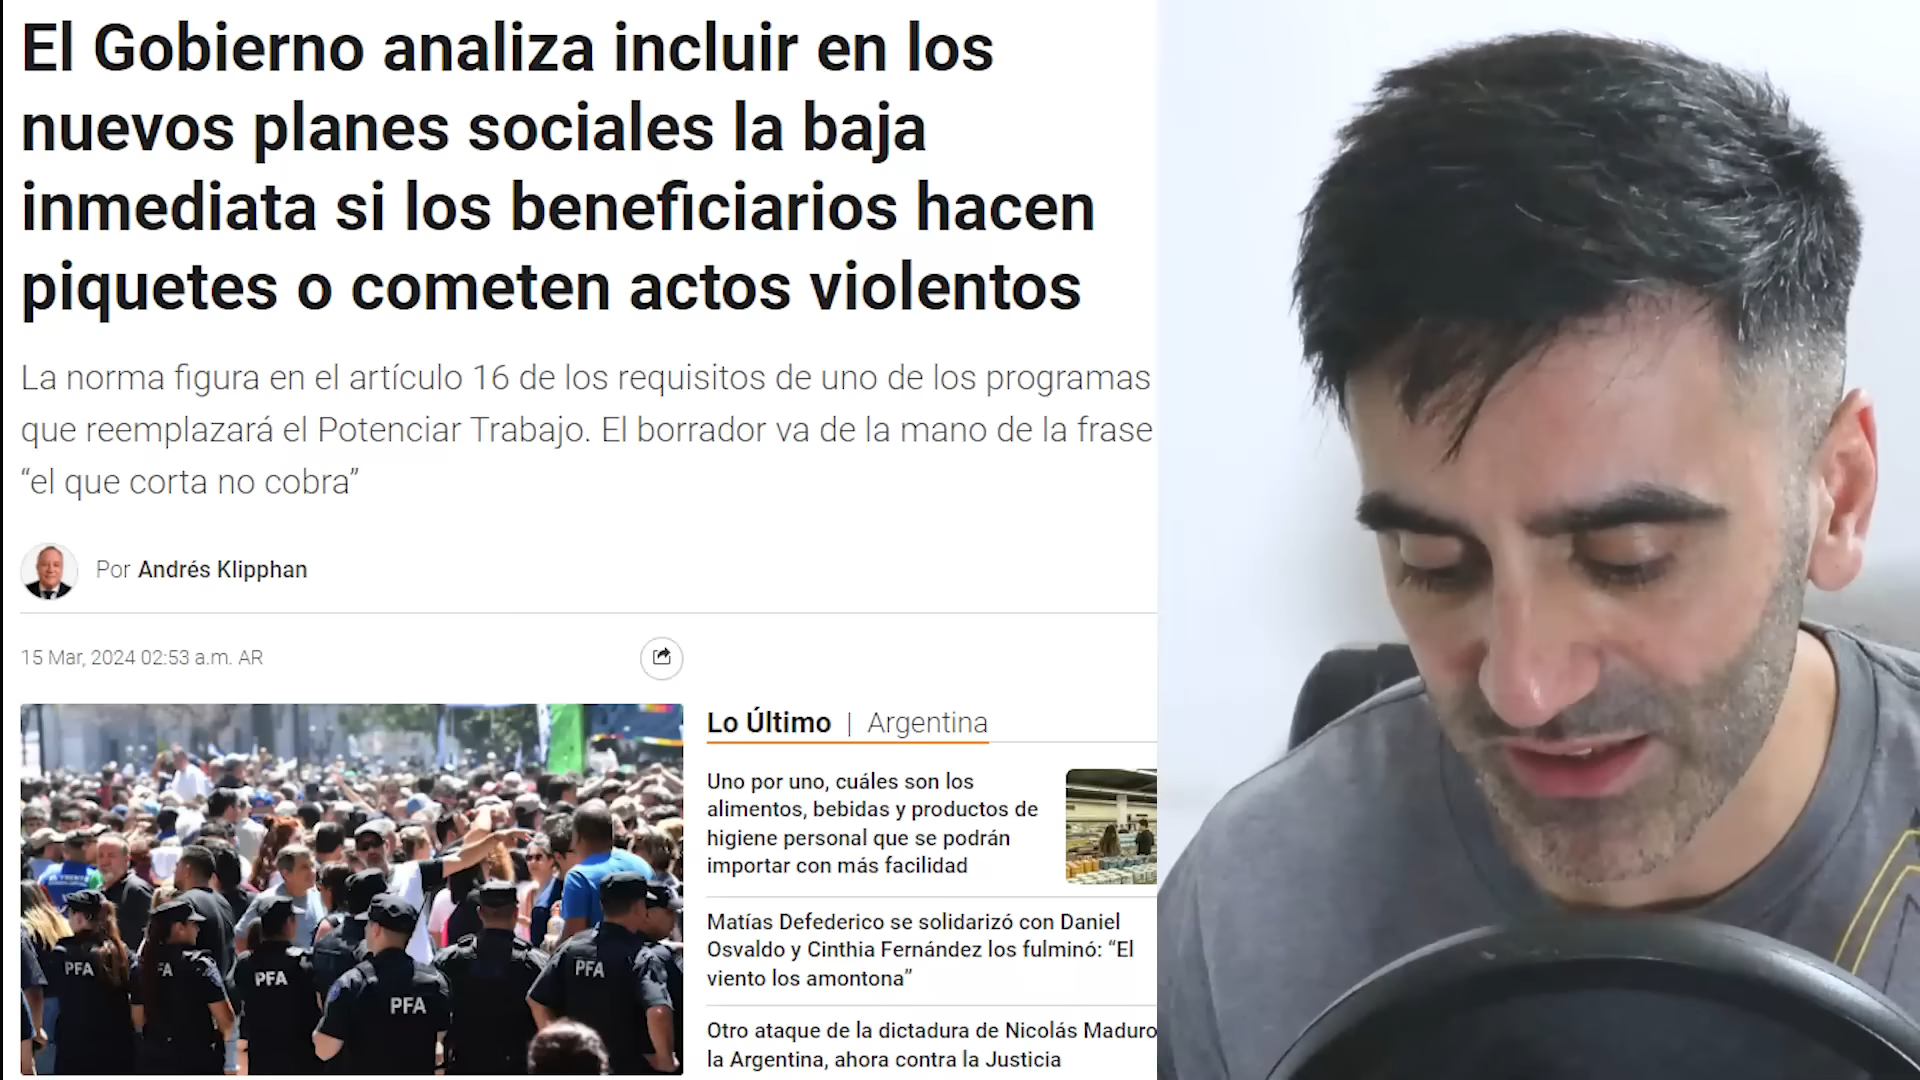 El Gobierno analiza incluir en los
nuevos planes sociales la baja
inmediata si los beneficiarios hacen
piquetes o cometen actos violentos
La norma figura en el artículo 16 de los requisitos de uno de los programas
que reemplazará el Potenciar Trabajo. El borrador va de la mano de la frase
“el que corta no cobra”
Por Andrés Klipphan
15 Mar, 2024 02:53 a.m. AR
Lo Último | Argentina
Uno por uno, cuáles son los
alimentos, bebidas y productos de
higiene personal que se podrán
importar con más facilidad
Matías Defederico se solidarizó con Daniel
Osvaldo y Cinthia Fernández los fulminó: “El
viento los amontona”
Otro ataque de la dictadura de Nicolás Maduro
la Argentina, ahora contra la Justicia
PFA
FA
PFA
PFA
PFA